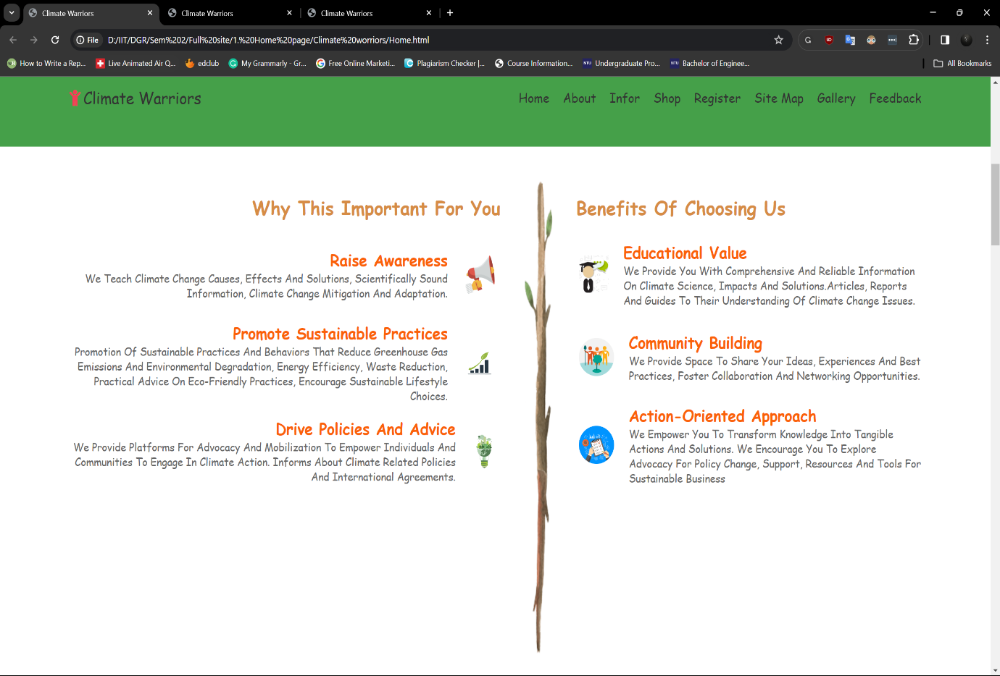 Climate Warriors
Climate Warriors
Climate Warriors
File D:/IIT/DGR/Sem%202/Full%20site/1.%20Home%20page/Climate%20worriors/Home.html
How to Write a Rep...
Live Animated Air Q...
edclub
My Grammarly - Gr...
Free Online Marketi...
Plagiarism Checker |...
Course Information...
NTU Undergraduate Pro...
NTU Bachelor of Enginee...
All Bookmarks
Climate Warriors
Home About Infor Shop Register Site Map Gallery Feedback
Why This Important For You
Raise Awareness
We Teach Climate Change Causes, Effects And Solutions, Scientifically Sound
Information, Climate Change Mitigation And Adaptation.
Promote Sustainable Practices
Promotion Of Sustainable Practices And Behaviors That Reduce Greenhouse Gas
Emissions And Environmental Degradation, Energy Efficiency, Waste Reduction,
Practical Advice On Eco-Friendly Practices, Encourage Sustainable Lifestyle
Choices.
Drive Policies And Advice
We Provide Platforms For Advocacy And Mobilization To Empower Individuals And
Communities To Engage In Climate Action. Informs About Climate Related Policies
And International Agreements.
Benefits Of Choosing Us
Educational Value
We Provide You With Comprehensive And Reliable Information
On Climate Science, Impacts And Solutions.Articles, Reports
And Guides To Their Understanding Of Climate Change Issues.
Community Building
We Provide Space To Share Your Ideas, Experiences And Best
Practices, Foster Collaboration And Networking Opportunities.
Action-Oriented Approach
We Empower You To Transform Knowledge Into Tangible
Actions And Solutions. We Encourage You To Explore
Advocacy For Policy Change, Support, Resources And Tools For
Sustainable Business